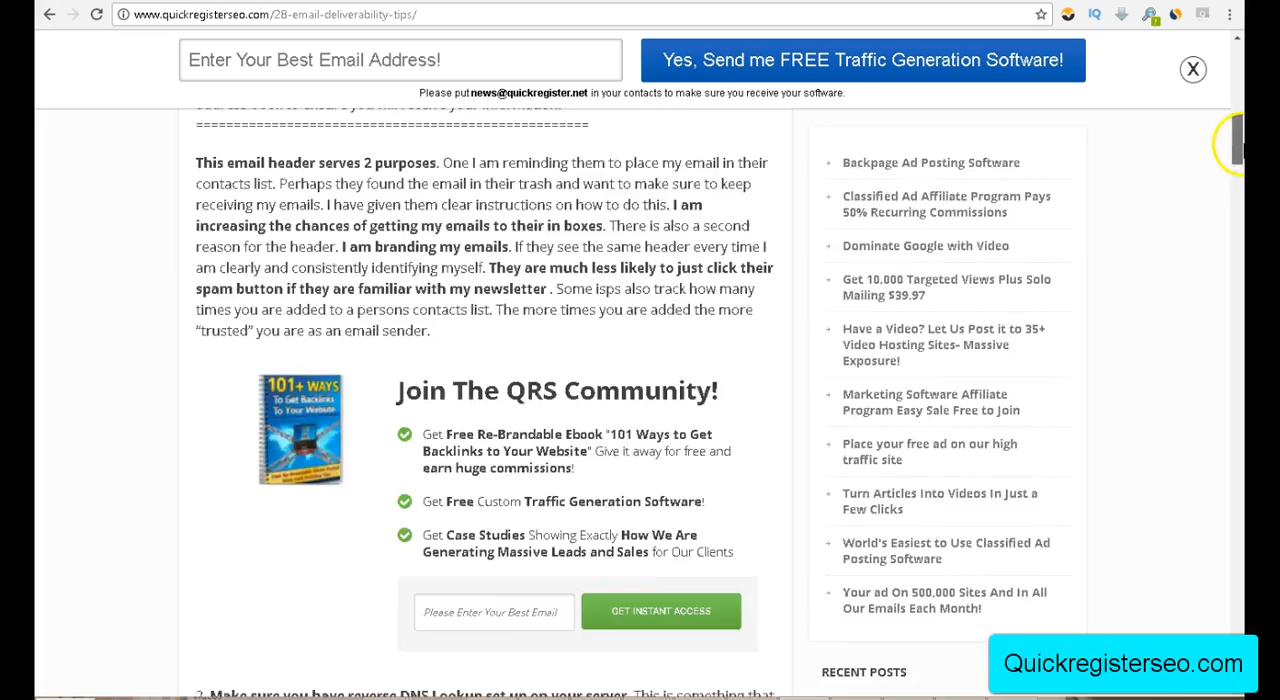 www.quickregisterseo.com/28-email-deliverability-tips/
Enter Your Best Email Address!
Yes, Send me FREE Traffic Generation Software!
X
Please put news@quickregister.net in your contacts to make sure you receive your software.
=====================================================
This email header serves 2 purposes. One I am reminding them to place my email in their
contacts list. Perhaps they found the email in their trash and want to make sure to keep
receiving my emails. I have given them clear instructions on how to do this. I am
increasing the chances of getting my emails to their in boxes. There is also a second
reason for the header. I am branding my emails. If they see the same header every time I
am clearly and consistently identifying myself. They are much less likely to just click their
spam button if they are familiar with my newsletter . Some isps also track how many
times you are added to a persons contacts list. The more times you are added the more
“trusted” you are as an email sender.
101+ WAYS
To Get Backlinks
To Your Website
Join The QRS Community!
Get Free Re-Brandable Ebook "101 Ways to Get
Backlinks to Your Website" Give it away for free and
earn huge commissions!
Get Free Custom Traffic Generation Software!
Get Case Studies Showing Exactly How We Are
Generating Massive Leads and Sales for Our Clients
Please Enter Your Best Email
GET INSTANT ACCESS
2. Make sure you have reverse DNS Lookup set up on your server. This is something that
Backpage Ad Posting Software
Classified Ad Affiliate Program Pays
50% Recurring Commissions
Dominate Google with Video
Get 10,000 Targeted Views Plus Solo
Mailing $39.97
Have a Video? Let Us Post it to 35+
Video Hosting Sites- Massive
Exposure!
Marketing Software Affiliate
Program Easy Sale Free to Join
Place your free ad on our high
traffic site
Turn Articles Into Videos In Just a
Few Clicks
World's Easiest to Use Classified Ad
Posting Software
Your ad On 500,000 Sites And In All
Our Emails Each Month!
RECENT POSTS
Quickregisterseo.com